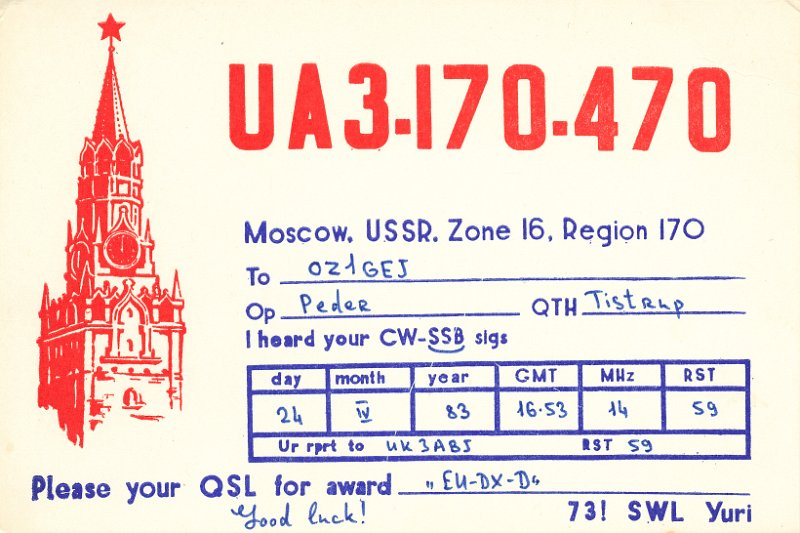 UA3-170-470
Moscow, USSR. Zone 16, Region 170
To OZ1GEJ
Op Peder QTH Tistrup
I heard your CW-SSB sigs
day month year GMT MHz RST
24 IV 83 16·53 14 59
Ur rprt to UK3ABJ RST 59
Please your QSL for award "EU-DX-D"
Good luck! 73! SWL Yuri